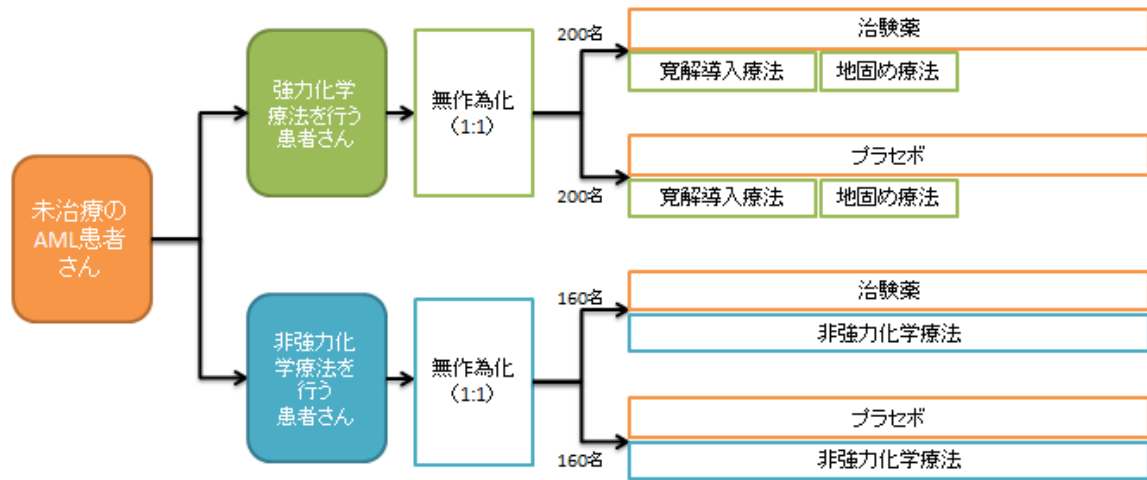 未治療の
AML患者
さん
強力化学
療法を行う
患者さん
無作為化
（1:1）
200名
治験薬
寛解導入療法
地固め療法
200名
プラセボ
寛解導入療法
地固め療法
非強力化
学療法を
行う
患者さん
無作為化
（1:1）
160名
治験薬
非強力化学療法
160名
プラセボ
非強力化学療法